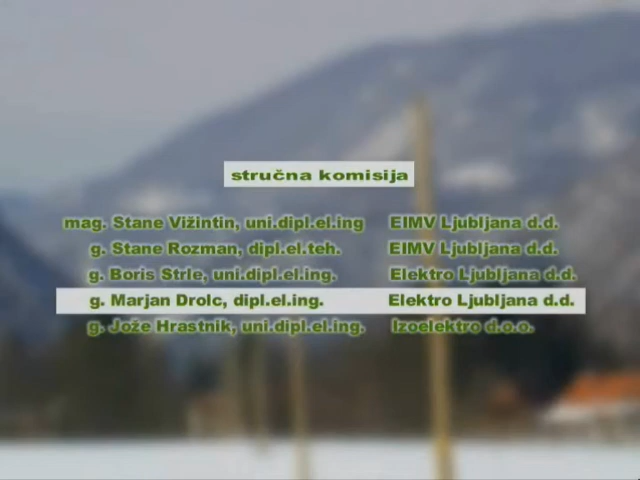 stručna komisija
mag. Stane Vižintin, uni.dipl.el.ing EIMV Ljubljana d.d.
g. Stane Rozman, dipl.el.teh. EIMV Ljubljana d.d.
g. Boris Strle, uni.dipl.el.ing. Elektro Ljubljana d.d.
g. Marjan Drolc, dipl.el.ing. Elektro Ljubljana d.d.
g. Jože Hrastnik, uni.dipl.el.ing. Izoelektro d.o.o.